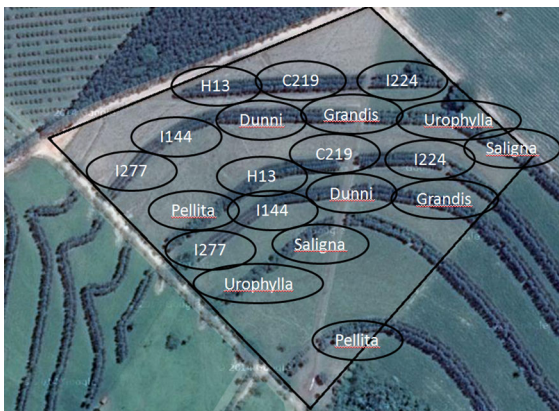 H13
C219
I224
Dunni
Grandis
Urophylla
I144
Saligna
C219
I224
I277
H13
Dunni
Grandis
Pellita
I144
I277
Saligna
Urophylla
Pellita